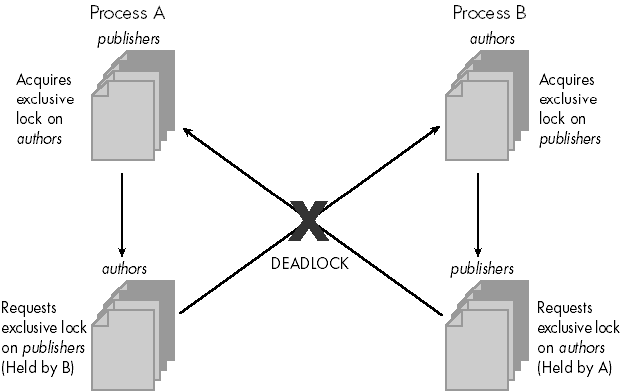 Process A
publishers
Acquires
exclusive
lock on
authors
Process B
authors
Acquires
exclusive
lock on
publishers
X
DEADLOCK
authors
Requests
exclusive lock
on publishers
(Held by B)
publishers
Requests
exclusive lock
on authors
(Held by A)